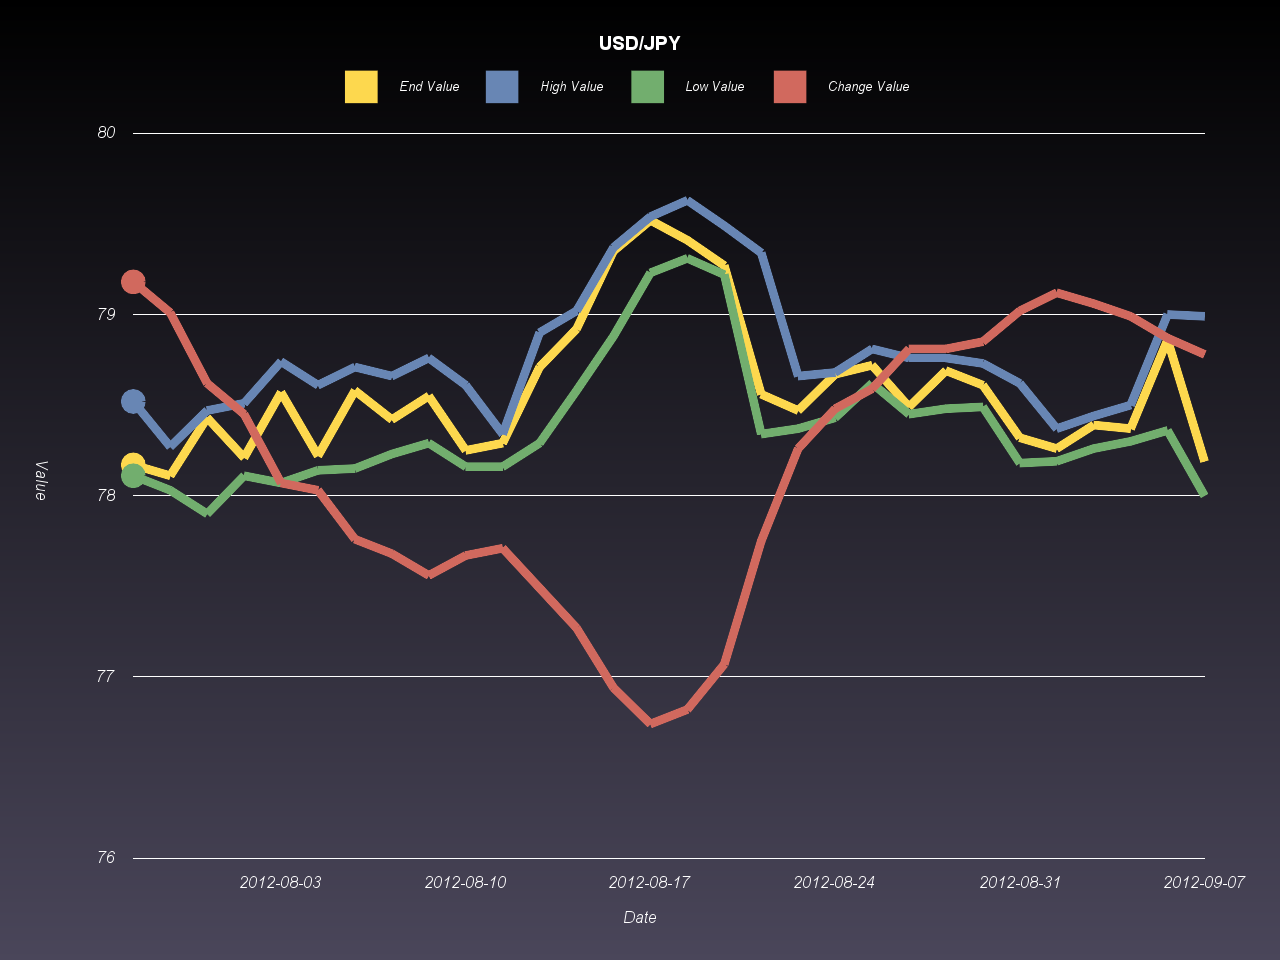 USD/JPY
End Value High Value Low Value Change Value
80
79
78
77
76
Value
2012-08-03 2012-08-10 2012-08-17 2012-08-24 2012-08-31 2012-09-07
Date